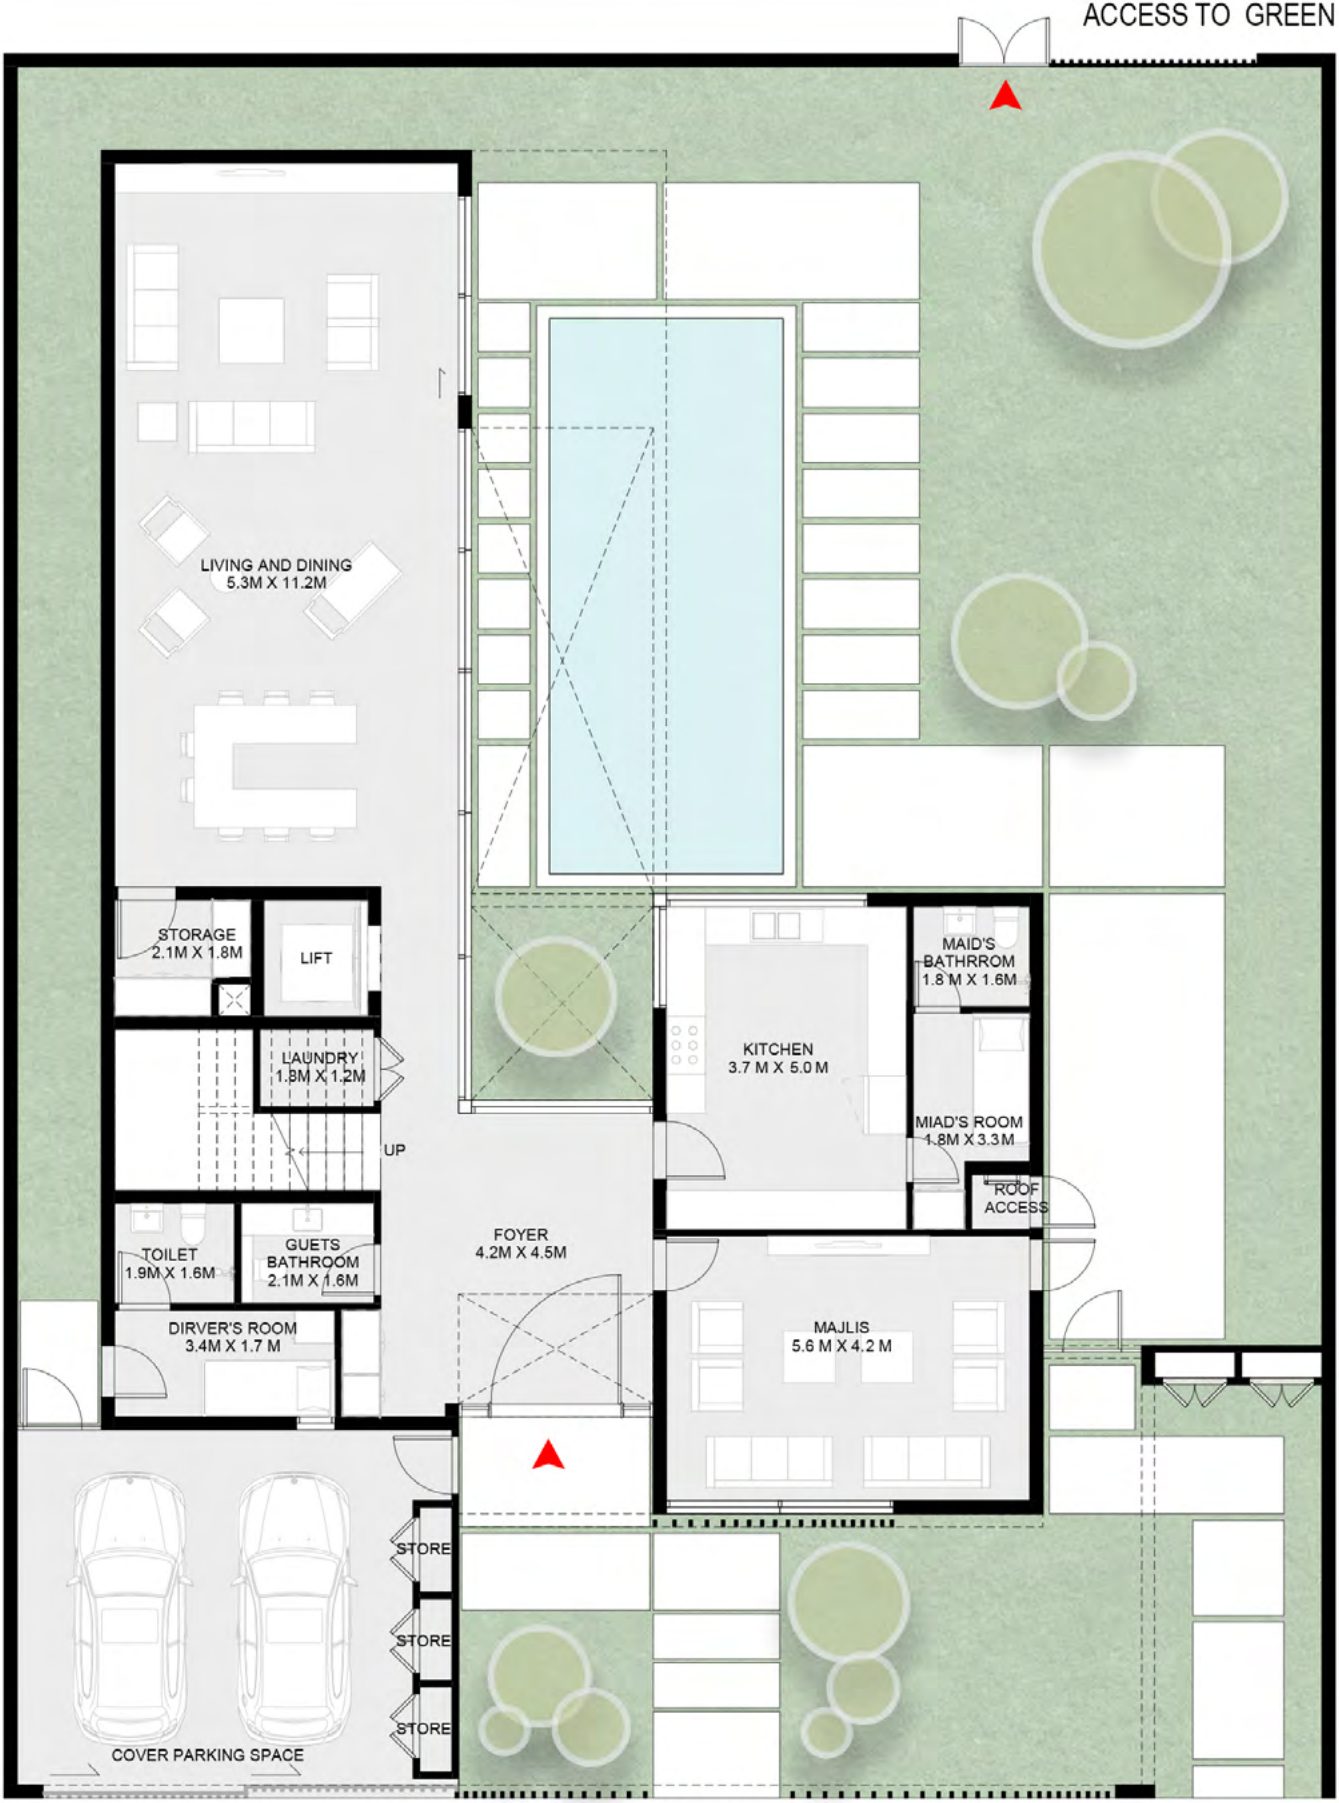 ACCESS TO GREEN
LIVING AND DINING
5.3M X 11.2M
STORAGE
2.1M X 1.8M
LIFT
MAID'S
BATHRROM
1.8 M X 1.6M
LAUNDRY
1.8M X 1.2M
KITCHEN
3.7 M X 5.0 M
MIAD'S ROOM
1.8M X 3.3M
UP
ROOF
ACCESS
FOYER
4.2M X 4.5M
TOILET
1.9M X 1.6M
GUETS
BATHROOM
2.1M X 1.6M
DIRVER'S ROOM
3.4M X 1.7 M
MAJLIS
5.6 M X 4.2 M
STORE
STORE
STORE
COVER PARKING SPACE